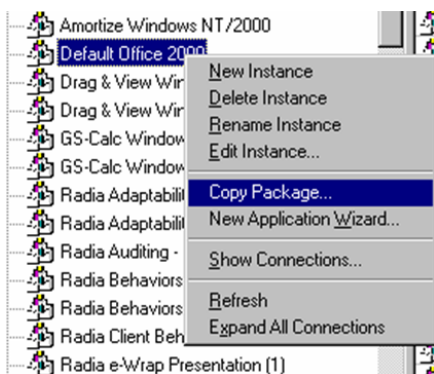 Amortize Windows NT/2000
Default Office 2000
Drag & View Win
Drag & View Win
GS-Calc Window
GS-Calc Window
Radia Adaptabili
Radia Adaptabili
Radia Auditing -
Radia Behaviors
Radia Behaviors
Radia Client Beh
Radia e-Wrap Presentation (1)
New Instance
Delete Instance
Rename Instance
Edit Instance...
Copy Package...
New Application Wizard...
Show Connections...
Refresh
Expand All Connections